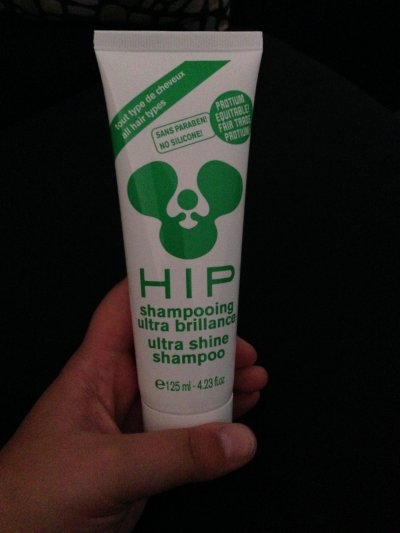 tout type de cheveux
all hair types
SANS PARABEN!
NO SILICONE!
PROTIUM
EQUITABLE!
FAIR TRADE
PROTIUM!
HIP
shampooing
ultra brillance
ultra shine
shampoo
℮125 ml - 4.23 fl.oz